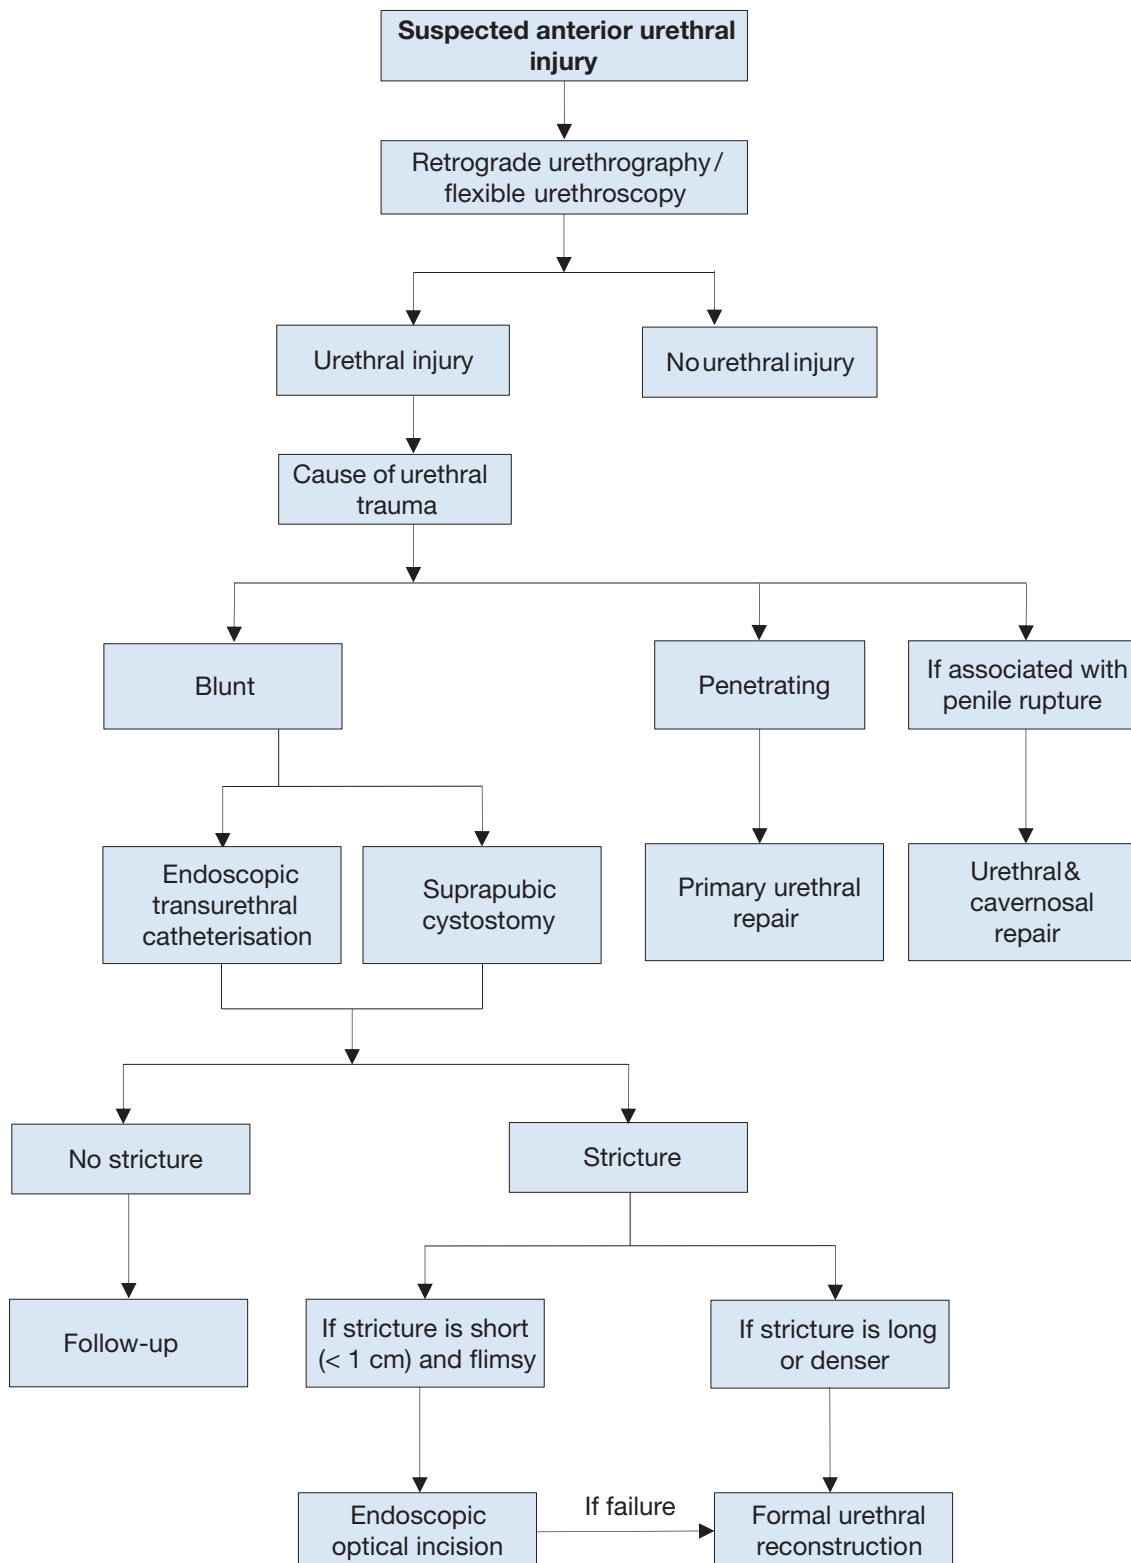 Suspected anterior urethral
injury
Retrograde urethrography/
flexible urethroscopy
Urethral injury
No urethral injury
Cause of urethral
trauma
Blunt
Penetrating
If associated with
penile rupture
Endoscopic
transurethral
catheterisation
Suprapubic
cystostomy
Primary urethral
repair
Urethral &
cavernosal
repair
No stricture
Stricture
Follow-up
If stricture is short
(< 1 cm) and flimsy
If stricture is long
or denser
Endoscopic
optical incision
If failure
Formal urethral
reconstruction